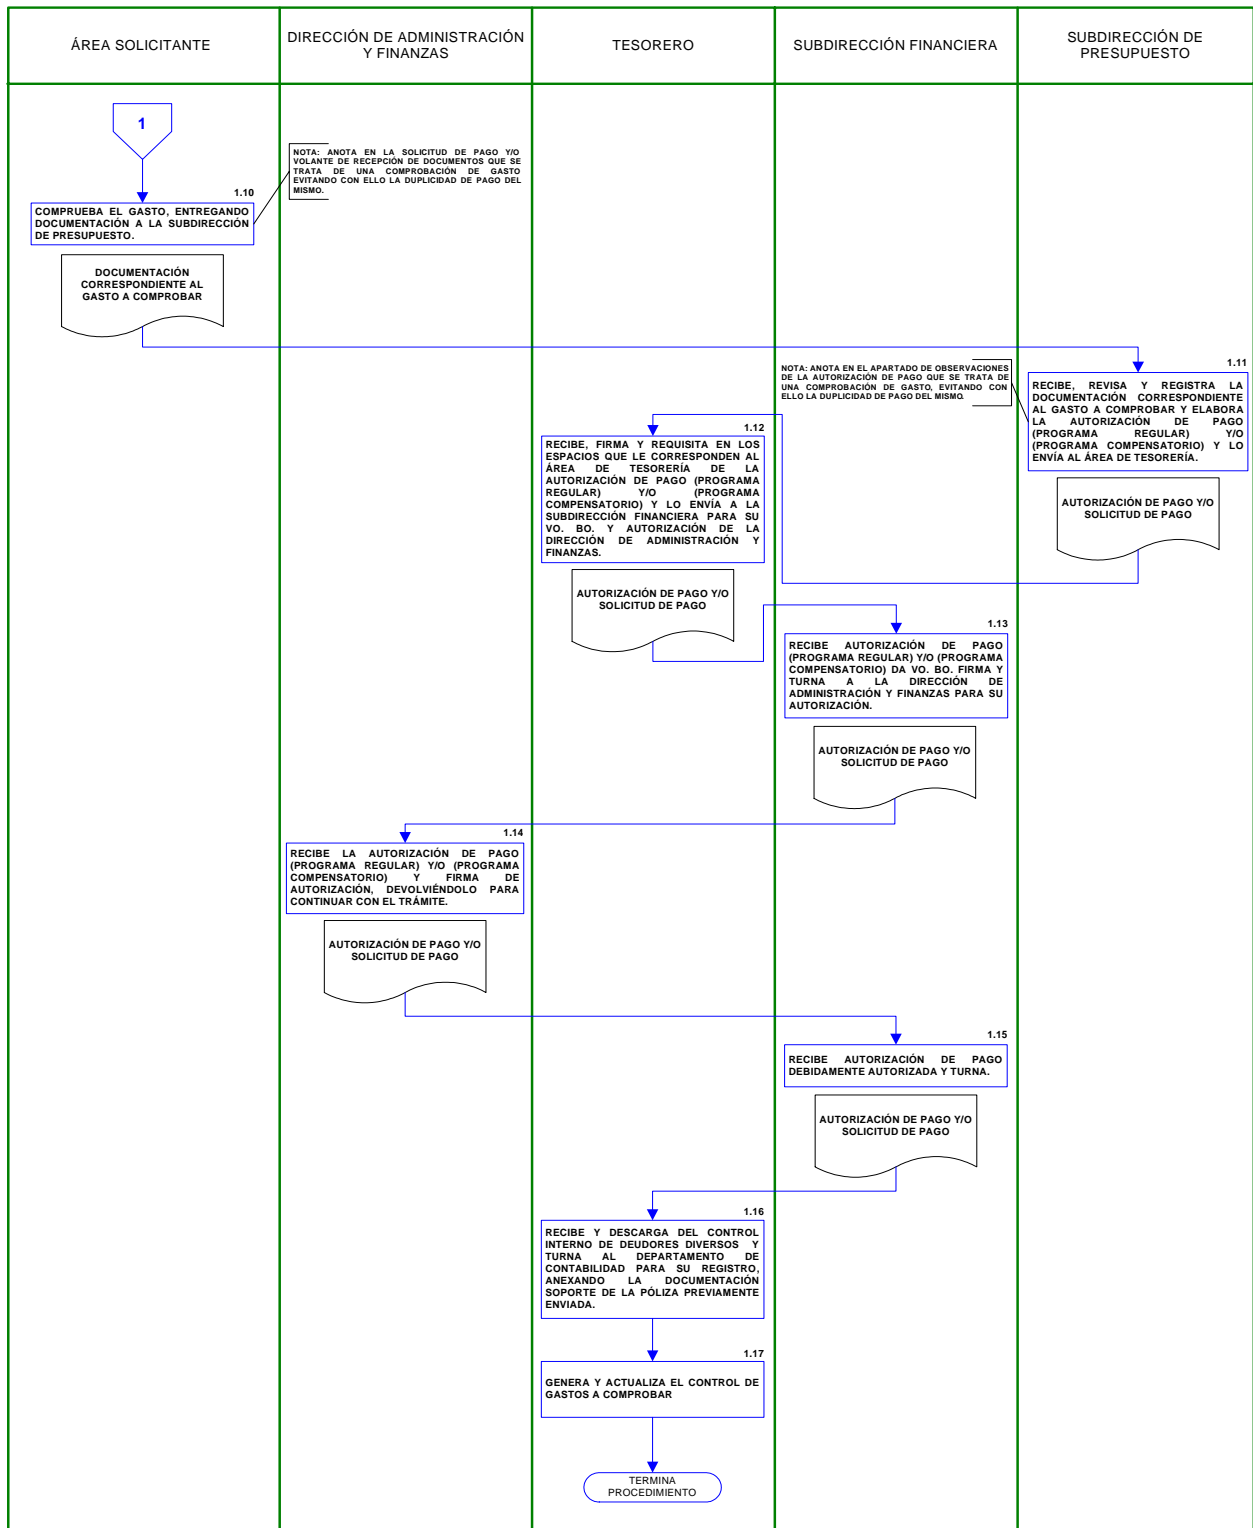 ÁREA SOLICITANTE
DIRECCIÓN DE ADMINISTRACIÓN
Y FINANZAS
TESORERO
SUBDIRECCIÓN FINANCIERA
SUBDIRECCIÓN DE
PRESUPUESTO
1
NOTA: ANOTA EN LA SOLICITUD DE PAGO Y/O
VOLANTE DE RECEPCIÓN DE DOCUMENTOS QUE SE
TRATA DE UNA COMPROBACIÓN DE GASTO
EVITANDO CON ELLO LA DUPLICIDAD DE PAGO DEL
MISMO.
1.10
COMPRUEBA EL GASTO, ENTREGANDO
DOCUMENTACIÓN A LA SUBDIRECCIÓN
DE PRESUPUESTO.
DOCUMENTACIÓN
CORRESPONDIENTE AL
GASTO A COMPROBAR
NOTA: ANOTA EN EL APARTADO DE OBSERVACIONES
DE LA AUTORIZACIÓN DE PAGO QUE SE TRATA DE
UNA COMPROBACIÓN DE GASTO, EVITANDO CON
ELLO LA DUPLICIDAD DE PAGO DEL MISMO.
1.11
RECIBE, REVISA Y REGISTRA LA
DOCUMENTACIÓN CORRESPONDIENTE
AL GASTO A COMPROBAR Y ELABORA
LA AUTORIZACIÓN DE PAGO
(PROGRAMA REGULAR) Y/O
(PROGRAMA COMPENSATORIO) Y LO
ENVÍA AL ÁREA DE TESORERÍA.
AUTORIZACIÓN DE PAGO Y/O
SOLICITUD DE PAGO
1.12
RECIBE, FIRMA Y REQUISITA EN LOS
ESPACIOS QUE LE CORRESPONDEN AL
ÁREA DE TESORERÍA DE LA
AUTORIZACIÓN DE PAGO (PROGRAMA
REGULAR) Y/O (PROGRAMA
COMPENSATORIO) Y LO ENVÍA A LA
SUBDIRECCIÓN FINANCIERA PARA SU
VO. BO. Y AUTORIZACIÓN DE LA
DIRECCIÓN DE ADMINISTRACIÓN Y
FINANZAS.
AUTORIZACIÓN DE PAGO Y/O
SOLICITUD DE PAGO
1.13
RECIBE AUTORIZACIÓN DE PAGO
(PROGRAMA REGULAR) Y/O (PROGRAMA
COMPENSATORIO) DA VO. BO. FIRMA Y
TURNA A LA DIRECCIÓN DE
ADMINISTRACIÓN Y FINANZAS PARA SU
AUTORIZACIÓN.
AUTORIZACIÓN DE PAGO Y/O
SOLICITUD DE PAGO
1.14
RECIBE LA AUTORIZACIÓN DE PAGO
(PROGRAMA REGULAR) Y/O (PROGRAMA
COMPENSATORIO) Y FIRMA DE
AUTORIZACIÓN, DEVOLVIÉNDOLO PARA
CONTINUAR CON EL TRÁMITE.
AUTORIZACIÓN DE PAGO Y/O
SOLICITUD DE PAGO
1.15
RECIBE AUTORIZACIÓN DE PAGO
DEBIDAMENTE AUTORIZADA Y TURNA.
AUTORIZACIÓN DE PAGO Y/O
SOLICITUD DE PAGO
1.16
RECIBE Y DESCARGA DEL CONTROL
INTERNO DE DEUDORES DIVERSOS Y
TURNA AL DEPARTAMENTO DE
CONTABILIDAD PARA SU REGISTRO,
ANEXANDO LA DOCUMENTACIÓN
SOPORTE DE LA PÓLIZA PREVIAMENTE
ENVIADA.
1.17
GENERA Y ACTUALIZA EL CONTROL DE
GASTOS A COMPROBAR
TERMINA
PROCEDIMIENTO